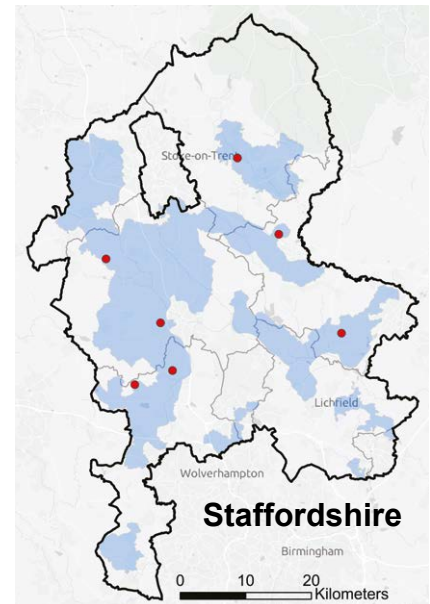 Stoke-on-Trent
Lichfield
Wolverhampton
Staffordshire
Birmingham
0 10 20
Kilometers